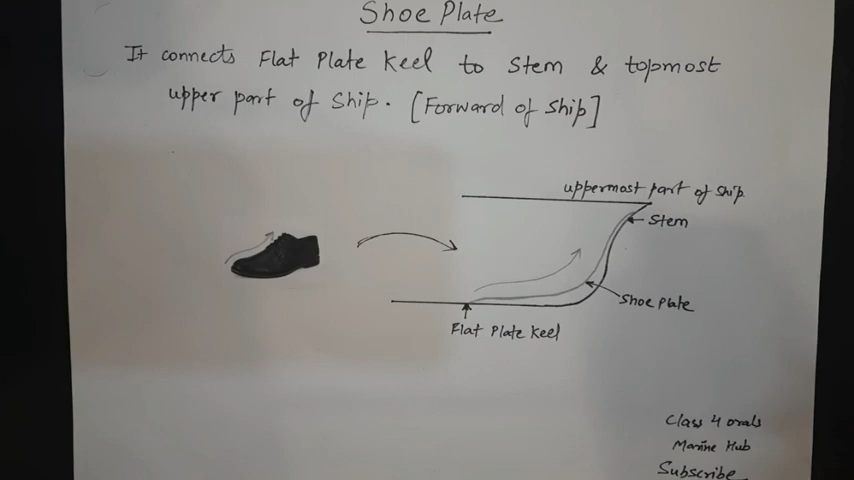 Shoe Plate
It connects Flat Plate Keel to Stem & topmost
upper part of Ship. [Forward of Ship]
uppermost part of ship
Stem
Shoe Plate
Flat Plate Keel
Class 4 orals
Marine Hub
Subscribe